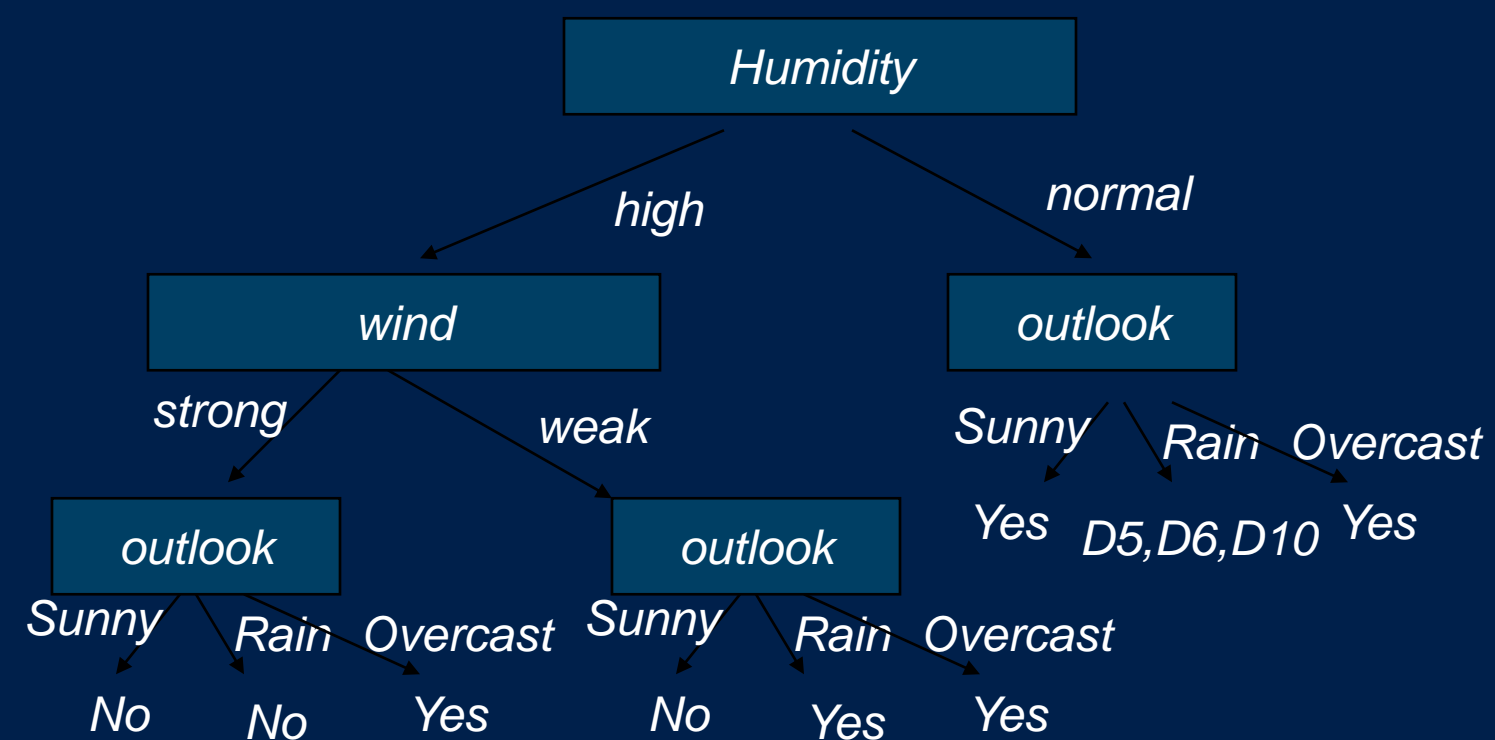 Humidity
high
normal
wind
outlook
strong
weak
Sunny Rain Overcast
Yes D5,D6,D10 Yes
outlook
outlook
Sunny Rain Overcast
Sunny Rain Overcast
No No Yes
No Yes Yes